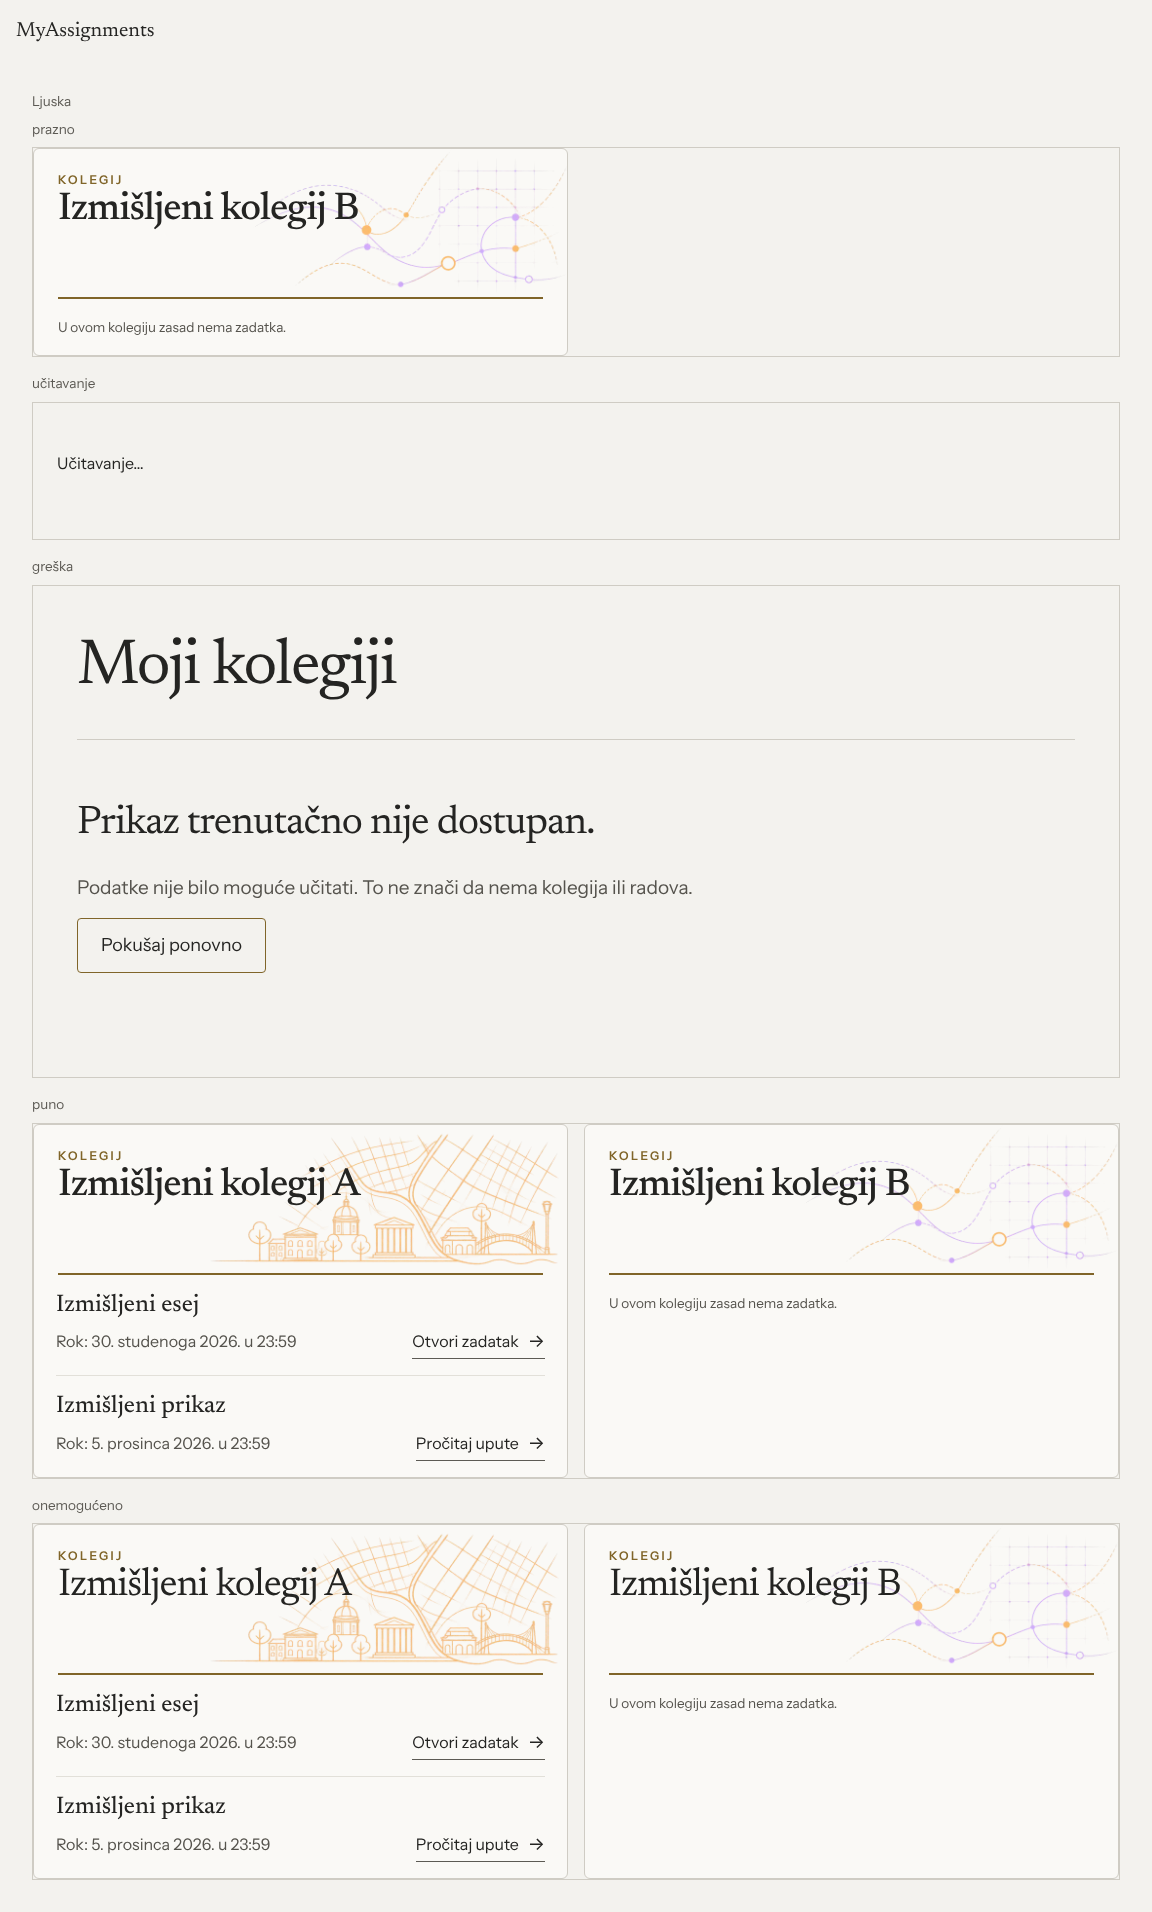 MyAssignments
Ljuska
prazno
KOLEGIJ
Izmišljeni kolegij B
U ovom kolegiju zasad nema zadatka.
učitavanje
Učitavanje...
greška
Moji kolegiji
Prikaz trenutačno nije dostupan.
Podatke nije bilo moguće učitati. To ne znači da nema kolegija ili radova.
Pokušaj ponovno
puno
KOLEGIJ
Izmišljeni kolegij A
Izmišljeni esej
Rok: 30. studenoga 2026. u 23:59
Otvori zadatak →
Izmišljeni prikaz
Rok: 5. prosinca 2026. u 23:59
Pročitaj upute →
KOLEGIJ
Izmišljeni kolegij B
U ovom kolegiju zasad nema zadatka.
onemogućeno
KOLEGIJ
Izmišljeni kolegij A
Izmišljeni esej
Rok: 30. studenoga 2026. u 23:59
Otvori zadatak →
Izmišljeni prikaz
Rok: 5. prosinca 2026. u 23:59
Pročitaj upute →
KOLEGIJ
Izmišljeni kolegij B
U ovom kolegiju zasad nema zadatka.